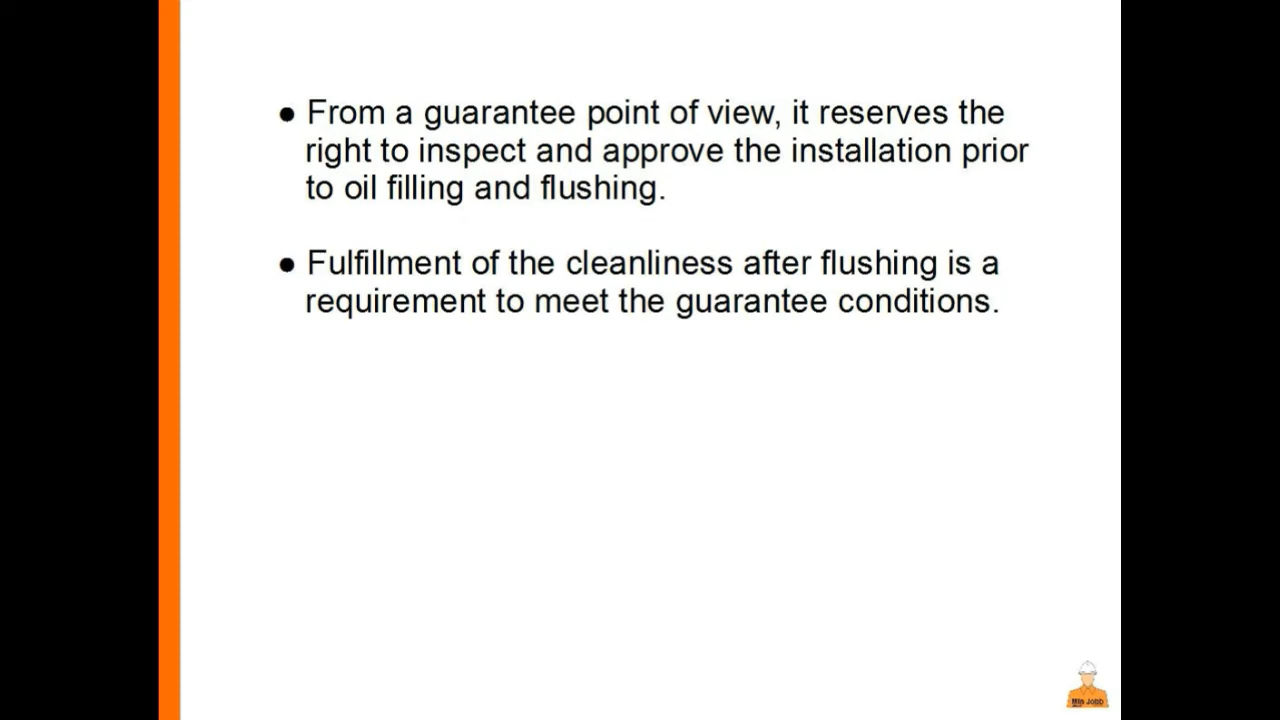 ● From a guarantee point of view, it reserves the
right to inspect and approve the installation prior
to oil filling and flushing.
● Fulfillment of the cleanliness after flushing is a
requirement to meet the guarantee conditions.